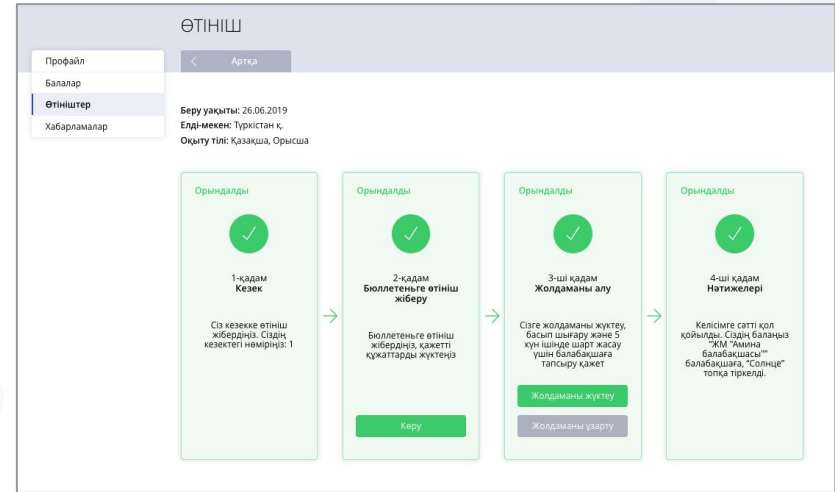 ӨТІНІШ
Артқа
Профайл
Балалар
Өтініштер
Хабарламалар
Беру уақыты: 26.06.2019
Елді-мекен: Түркістан қ.
Оқыту тілі: Қазақша, Орысша
Орындалды
1-қадам
Кезек
Сіз кезекке өтініш
жібердіңіз. Сіздің
кезектегі нөміріңіз: 1
Орындалды
2-қадам
Бюллетеньге өтініш
жіберу
Бюллетеньге өтініш
жібердіңіз, қажетті
құжаттарды жүктеңіз
Көру
Орындалды
3-ші қадам
Жолдаманы алу
Сізге жолдаманы жүктеу,
басып шығару және 5
күн ішінде шарт жасау
үшін балабақшаға
тапсыру қажет
Жолдаманы жүктеу
Жолдаманы ұзарту
Орындалды
4-ші қадам
Нәтижелері
Келісімге сәтті қол
қойылды. Сіздің балаңыз
"ЖМ "Амина
балабақшасы""
балабақшаға, "Солнце"
топқа тіркелді.